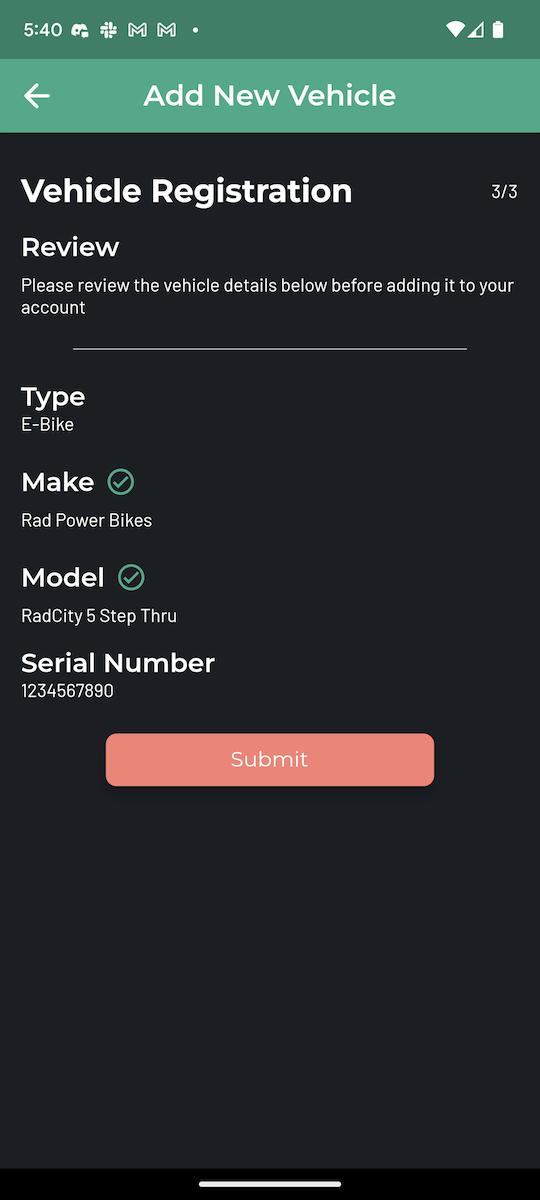 5:40
Add New Vehicle
Vehicle Registration 3/3
Review
Please review the vehicle details below before adding it to your
account
Type
E-Bike
Make
Rad Power Bikes
Model
RadCity 5 Step Thru
Serial Number
1234567890
Submit